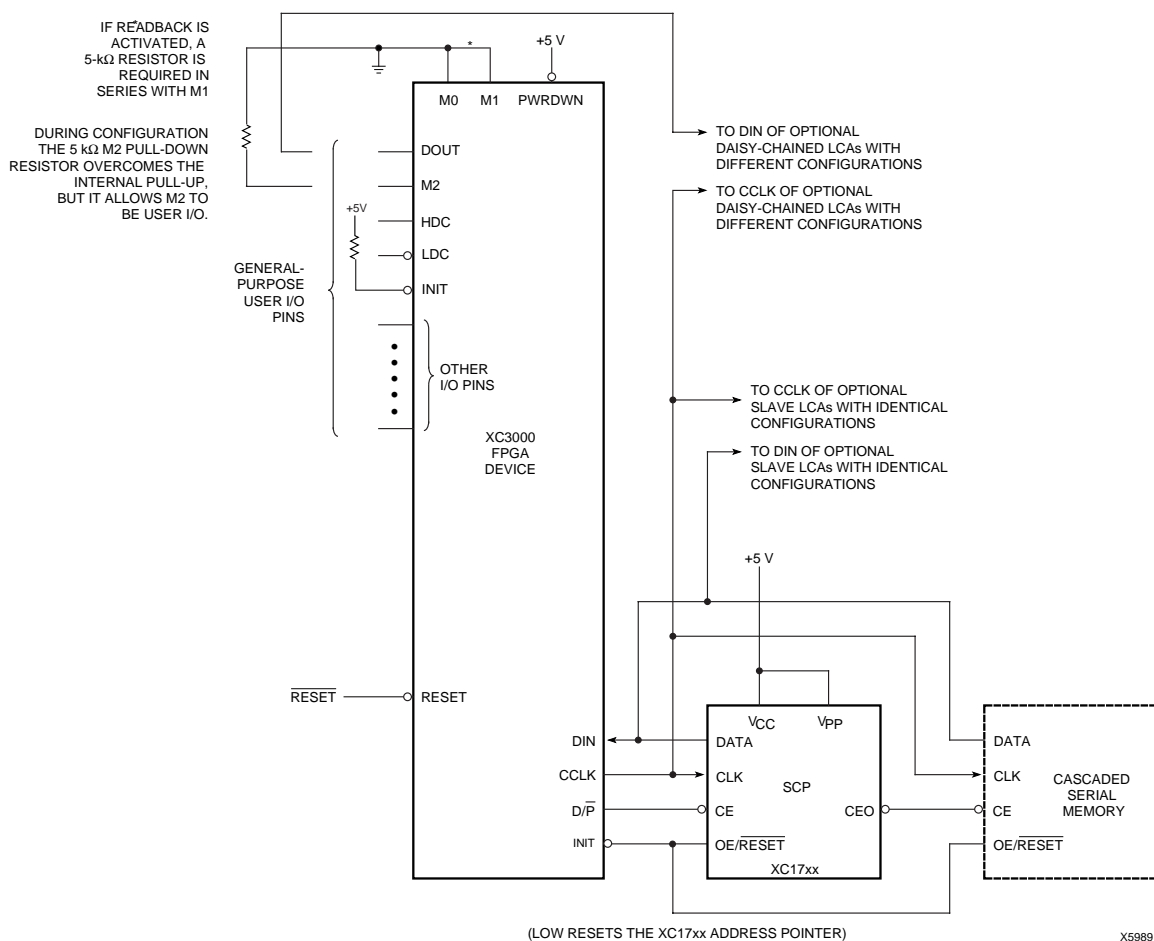 IF READBACK IS
ACTIVATED, A
5-kΩ RESISTOR IS
REQUIRED IN
SERIES WITH M1
*
*
+5 V
M0 M1 PWRDWN
DURING CONFIGURATION
THE 5 kΩ M2 PULL-DOWN
RESISTOR OVERCOMES THE
INTERNAL PULL-UP,
BUT IT ALLOWS M2 TO
BE USER I/O.
DOUT
M2
+5V
HDC
LDC
INIT
GENERAL-
PURPOSE
USER I/O
PINS
OTHER
I/O PINS
XC3000
FPGA
DEVICE
TO DIN OF OPTIONAL
DAISY-CHAINED LCAs WITH
DIFFERENT CONFIGURATIONS
TO CCLK OF OPTIONAL
DAISY-CHAINED LCAs WITH
DIFFERENT CONFIGURATIONS
TO CCLK OF OPTIONAL
SLAVE LCAs WITH IDENTICAL
CONFIGURATIONS
TO DIN OF OPTIONAL
SLAVE LCAs WITH IDENTICAL
CONFIGURATIONS
+5 V
RESET RESET
VCC VPP
DIN DATA DATA
CCLK CLK CLK
SCP
CASCADED
SERIAL
MEMORY
D/P CE CEO CE
INIT OE/RESET OE/RESET
XC17xx
(LOW RESETS THE XC17xx ADDRESS POINTER)
X5989